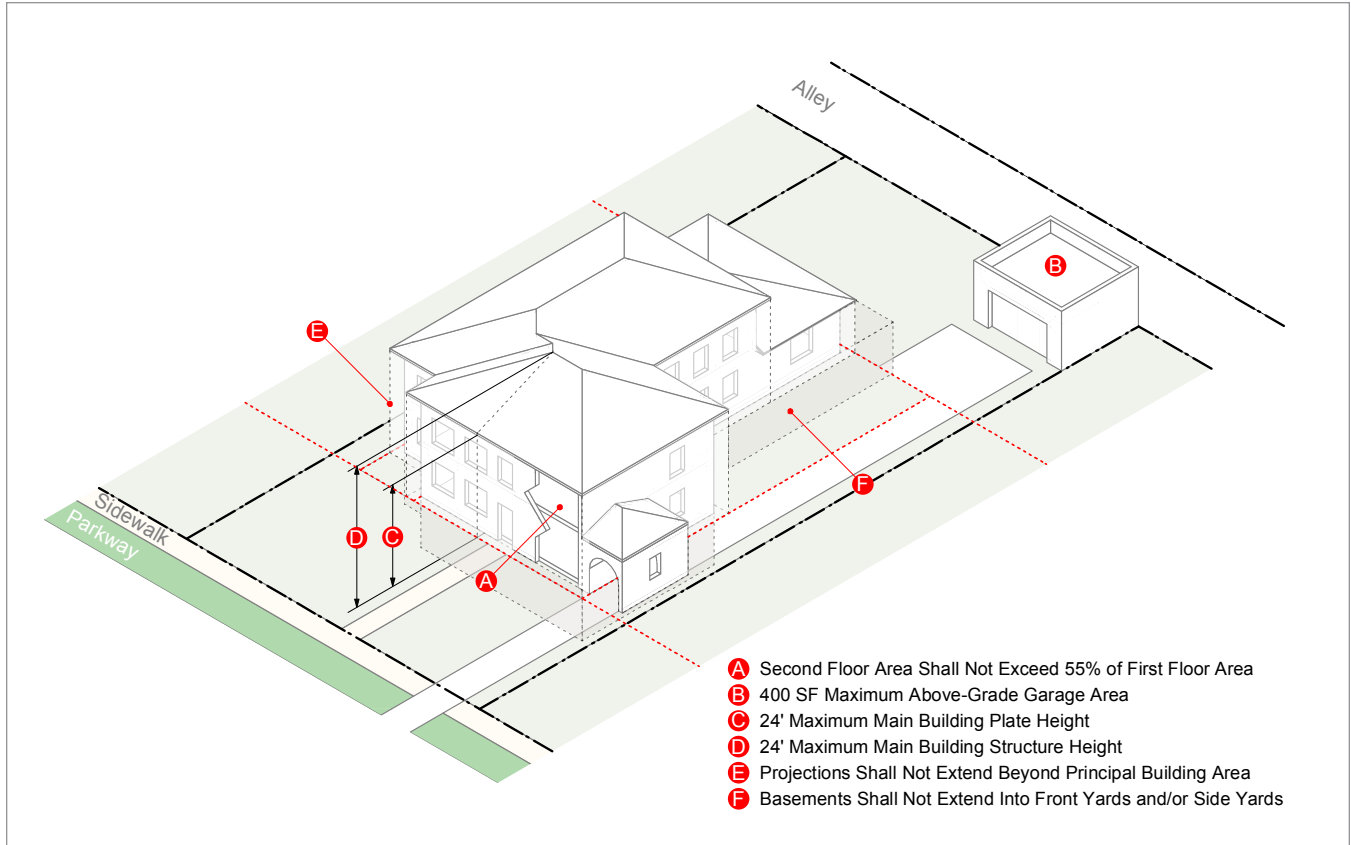 Alley
B
E
F
Sidewalk
Parkway
D
C
A
A Second Floor Area Shall Not Exceed 55% of First Floor Area
B 400 SF Maximum Above-Grade Garage Area
C 24' Maximum Main Building Plate Height
D 24' Maximum Main Building Structure Height
E Projections Shall Not Extend Beyond Principal Building Area
F Basements Shall Not Extend Into Front Yards and/or Side Yards